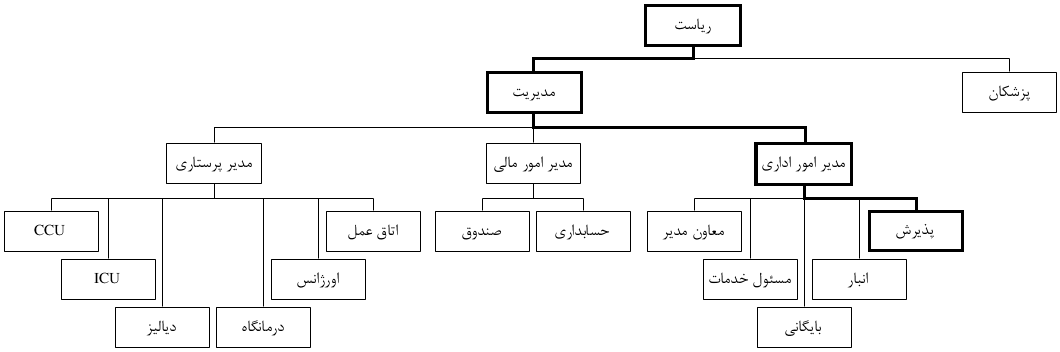 ریاست
پزشکان
مدیریت
مدیر امور اداری
مدیر امور مالی
مدیر پرستاری
پذیرش
معاون مدیر
حسابداری
صندوق
اتاق عمل
CCU
انبار
مسئول خدمات
اورژانس
ICU
بایگانی
درمانگاه
دیالیز